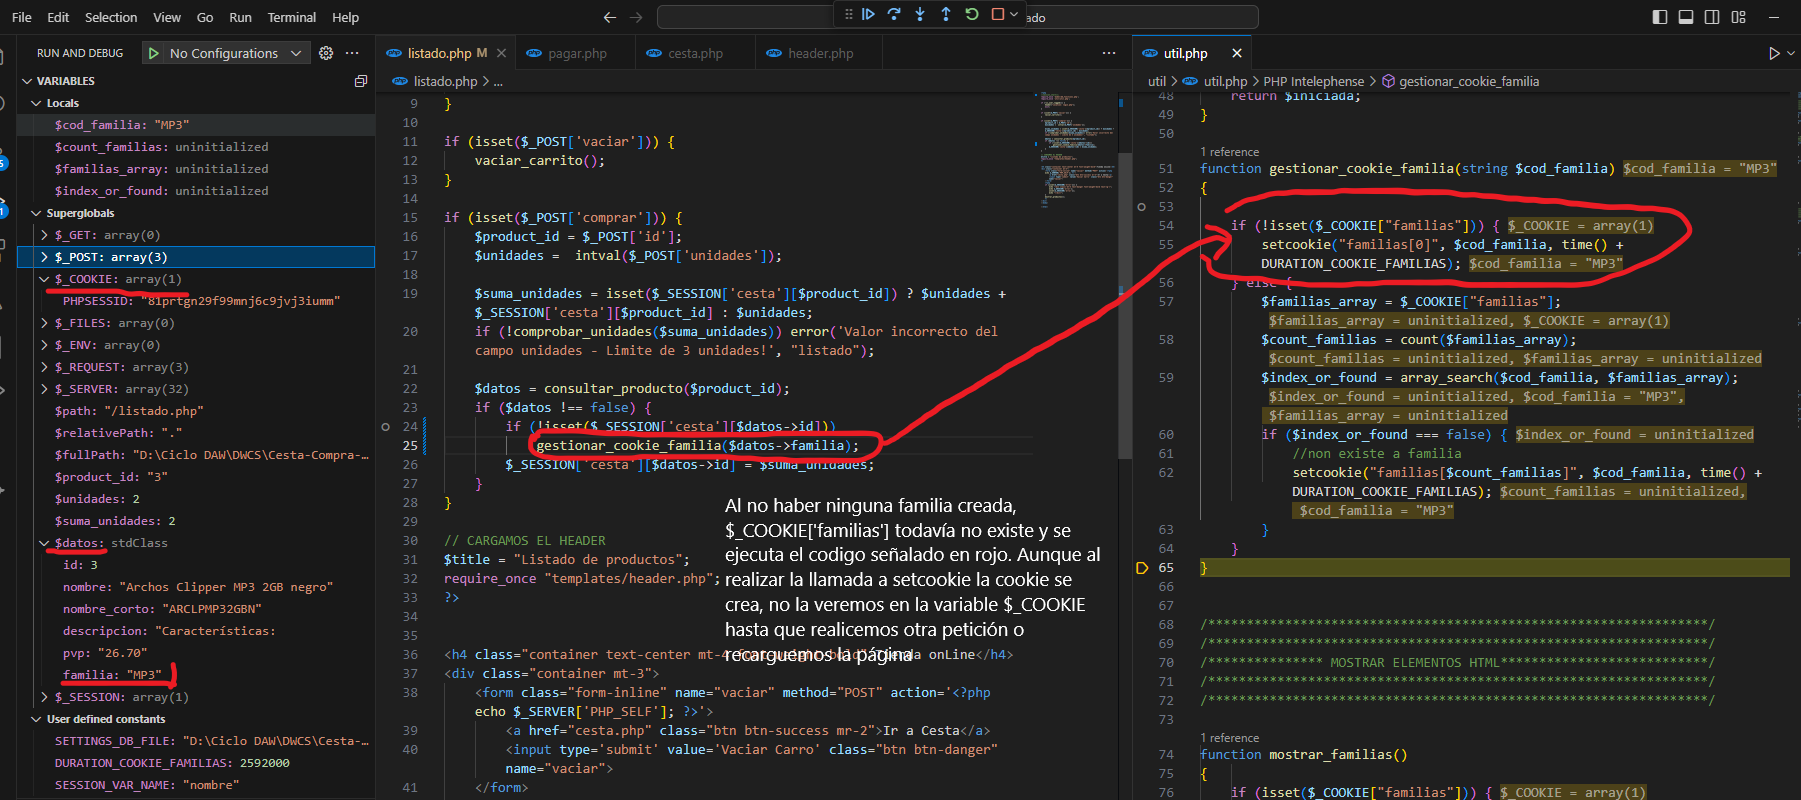 File Edit Selection View Go Run Terminal Help
ado
RUN AND DEBUG No Configurations
VARIABLES
Locals
$cod_familia: "MP3"
$count_familias: uninitialized
$familias_array: uninitialized
$index_or_found: uninitialized
Superglobals
$_GET: array(0)
$_POST: array(3)
$_COOKIE: array(1)
PHPSESSID: "81prtgn29f99mnj6c9jvj3iumm"
$_FILES: array(0)
$_ENV: array(0)
$_REQUEST: array(3)
$_SERVER: array(32)
$path: "/listado.php"
$relativePath: "."
$fullPath: "D:\Ciclo DAW\DWCS\Cesta-Compra-…
$product_id: "3"
$unidades: 2
$suma_unidades: 2
$datos: stdClass
id: 3
nombre: "Archos Clipper MP3 2GB negro"
nombre_corto: "ARCLPMP32GBN"
descripcion: "Características:
pvp: "26.70"
familia: "MP3"
$_SESSION: array(1)
User defined constants
SETTINGS_DB_FILE: "D:\Ciclo DAW\DWCS\Cesta-…
DURATION_COOKIE_FAMILIAS: 2592000
SESSION_VAR_NAME: "nombre"
listado.php M pagar.php cesta.php header.php
listado.php > ...
9 }
10
11 if (isset($_POST['vaciar'])) {
12 vaciar_carrito();
13 }
14
15 if (isset($_POST['comprar'])) {
16 $product_id = $_POST['id'];
17 $unidades = intval($_POST['unidades']);
18
19 $suma_unidades = isset($_SESSION['cesta'][$product_id]) ? $unidades +
$_SESSION['cesta'][$product_id] : $unidades;
20 if (!comprobar_unidades($suma_unidades)) error('Valor incorrecto del
campo unidades - Limite de 3 unidades!', "listado");
21
22 $datos = consultar_producto($product_id);
23 if ($datos !== false) {
24 if (!isset($_SESSION['cesta'][$datos->id]))
25 gestionar_cookie_familia($datos->familia);
26 $_SESSION['cesta'][$datos->id] = $suma_unidades;
27 }
28 }
29
30 // CARGAMOS EL HEADER
31 $title = "Listado de productos";
32 require_once "templates/header.php";
33 ?>
34
35
36 <h4 class="container text-center mt-4 font-weight-bold">Tienda onLine</h4>
37 <div class="container mt-3">
38 <form class="form-inline" name="vaciar" method="POST" action='<?php
echo $_SERVER['PHP_SELF']; ?>'>
39 <a href="cesta.php" class="btn btn-success mr-2">Ir a Cesta</a>
40 <input type='submit' value='Vaciar Carro' class="btn btn-danger"
name="vaciar">
41 </form>
Al no haber ninguna familia creada,
$_COOKIE['familias'] todavía no existe y se
ejecuta el codigo señalado en rojo. Aunque al
realizar la llamada a setcookie la cookie se
crea, no la veremos en la variable $_COOKIE
hasta que realicemos otra petición o
recarguemos la página
util.php
util > util.php > PHP Intelephense > gestionar_cookie_familia
48 return $iniciada;
49 }
50
1 reference
51 function gestionar_cookie_familia(string $cod_familia) $cod_familia = "MP3"
52 {
53
54 if (!isset($_COOKIE["familias"])) { $_COOKIE = array(1)
55 setcookie("familias[0]", $cod_familia, time() +
DURATION_COOKIE_FAMILIAS); $cod_familia = "MP3"
56 } else {
57 $familias_array = $_COOKIE["familias"];
$familias_array = uninitialized, $_COOKIE = array(1)
58 $count_familias = count($familias_array);
$count_familias = uninitialized, $familias_array = uninitialized
59 $index_or_found = array_search($cod_familia, $familias_array);
$index_or_found = uninitialized, $cod_familia = "MP3",
$familias_array = uninitialized
60 if ($index_or_found === false) { $index_or_found = uninitialized
61 //non existe a familia
62 setcookie("familias[$count_familias]", $cod_familia, time() +
DURATION_COOKIE_FAMILIAS); $count_familias = uninitialized,
$cod_familia = "MP3"
63 }
64 }
65 }
66
67
68 /*****************************************************************/
69 /*****************************************************************/
70 /*************** MOSTRAR ELEMENTOS HTML***************************/
71 /*****************************************************************/
72 /*****************************************************************/
73
1 reference
74 function mostrar_familias()
75 {
76 if (isset($_COOKIE["familias"])) { $_COOKIE = array(1)